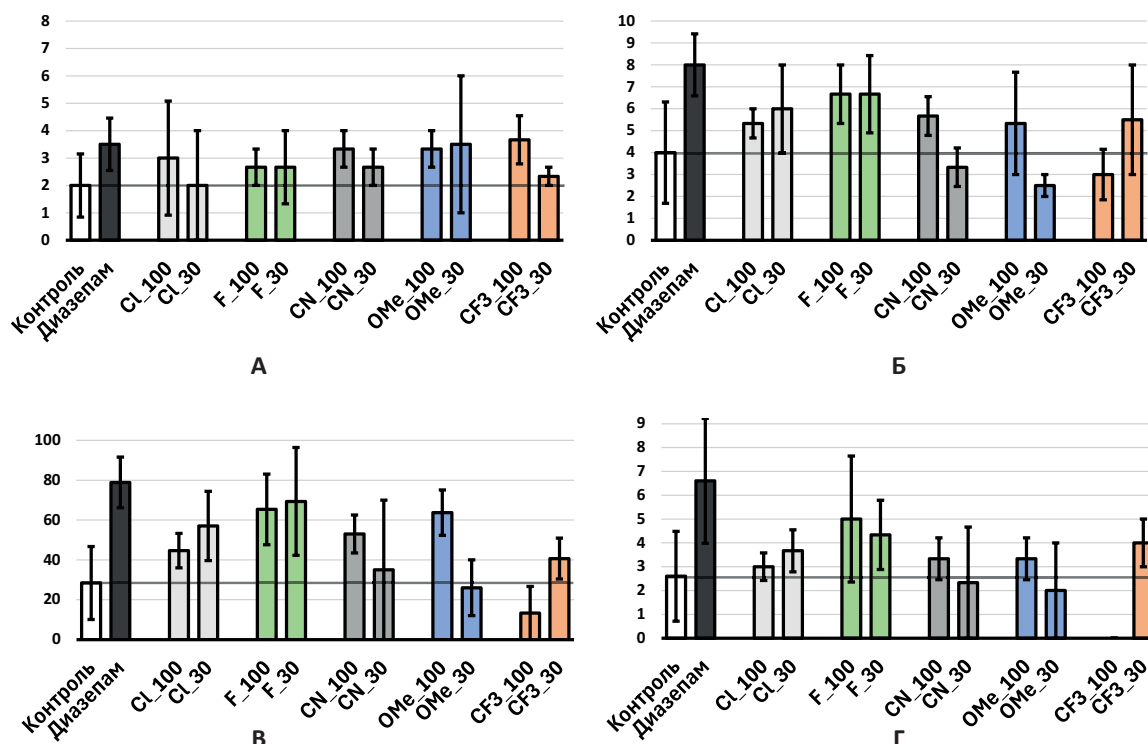 8
7
6
5
4
3
2
1
0
Контроль
Диазепам
Cl_100
Cl_30
F_100
F_30
CN_100
CN_30
OMe_100
OMe_30
CF3_100
CF3_30
А
10
9
8
7
6
5
4
3
2
1
0
Контроль
Диазепам
Cl_100
Cl_30
F_100
F_30
CN_100
CN_30
OMe_100
OMe_30
CF3_100
CF3_30
Б
100
80
60
40
20
0
Контроль
Диазепам
Cl_100
Cl_30
F_100
F_30
CN_100
CN_30
OMe_100
OMe_30
CF3_100
CF3_30
В
9
8
7
6
5
4
3
2
1
0
Контроль
Диазепам
Cl_100
Cl_30
F_100
F_30
CN_100
CN_30
OMe_100
OMe_30
CF3_100
CF3_30
Г